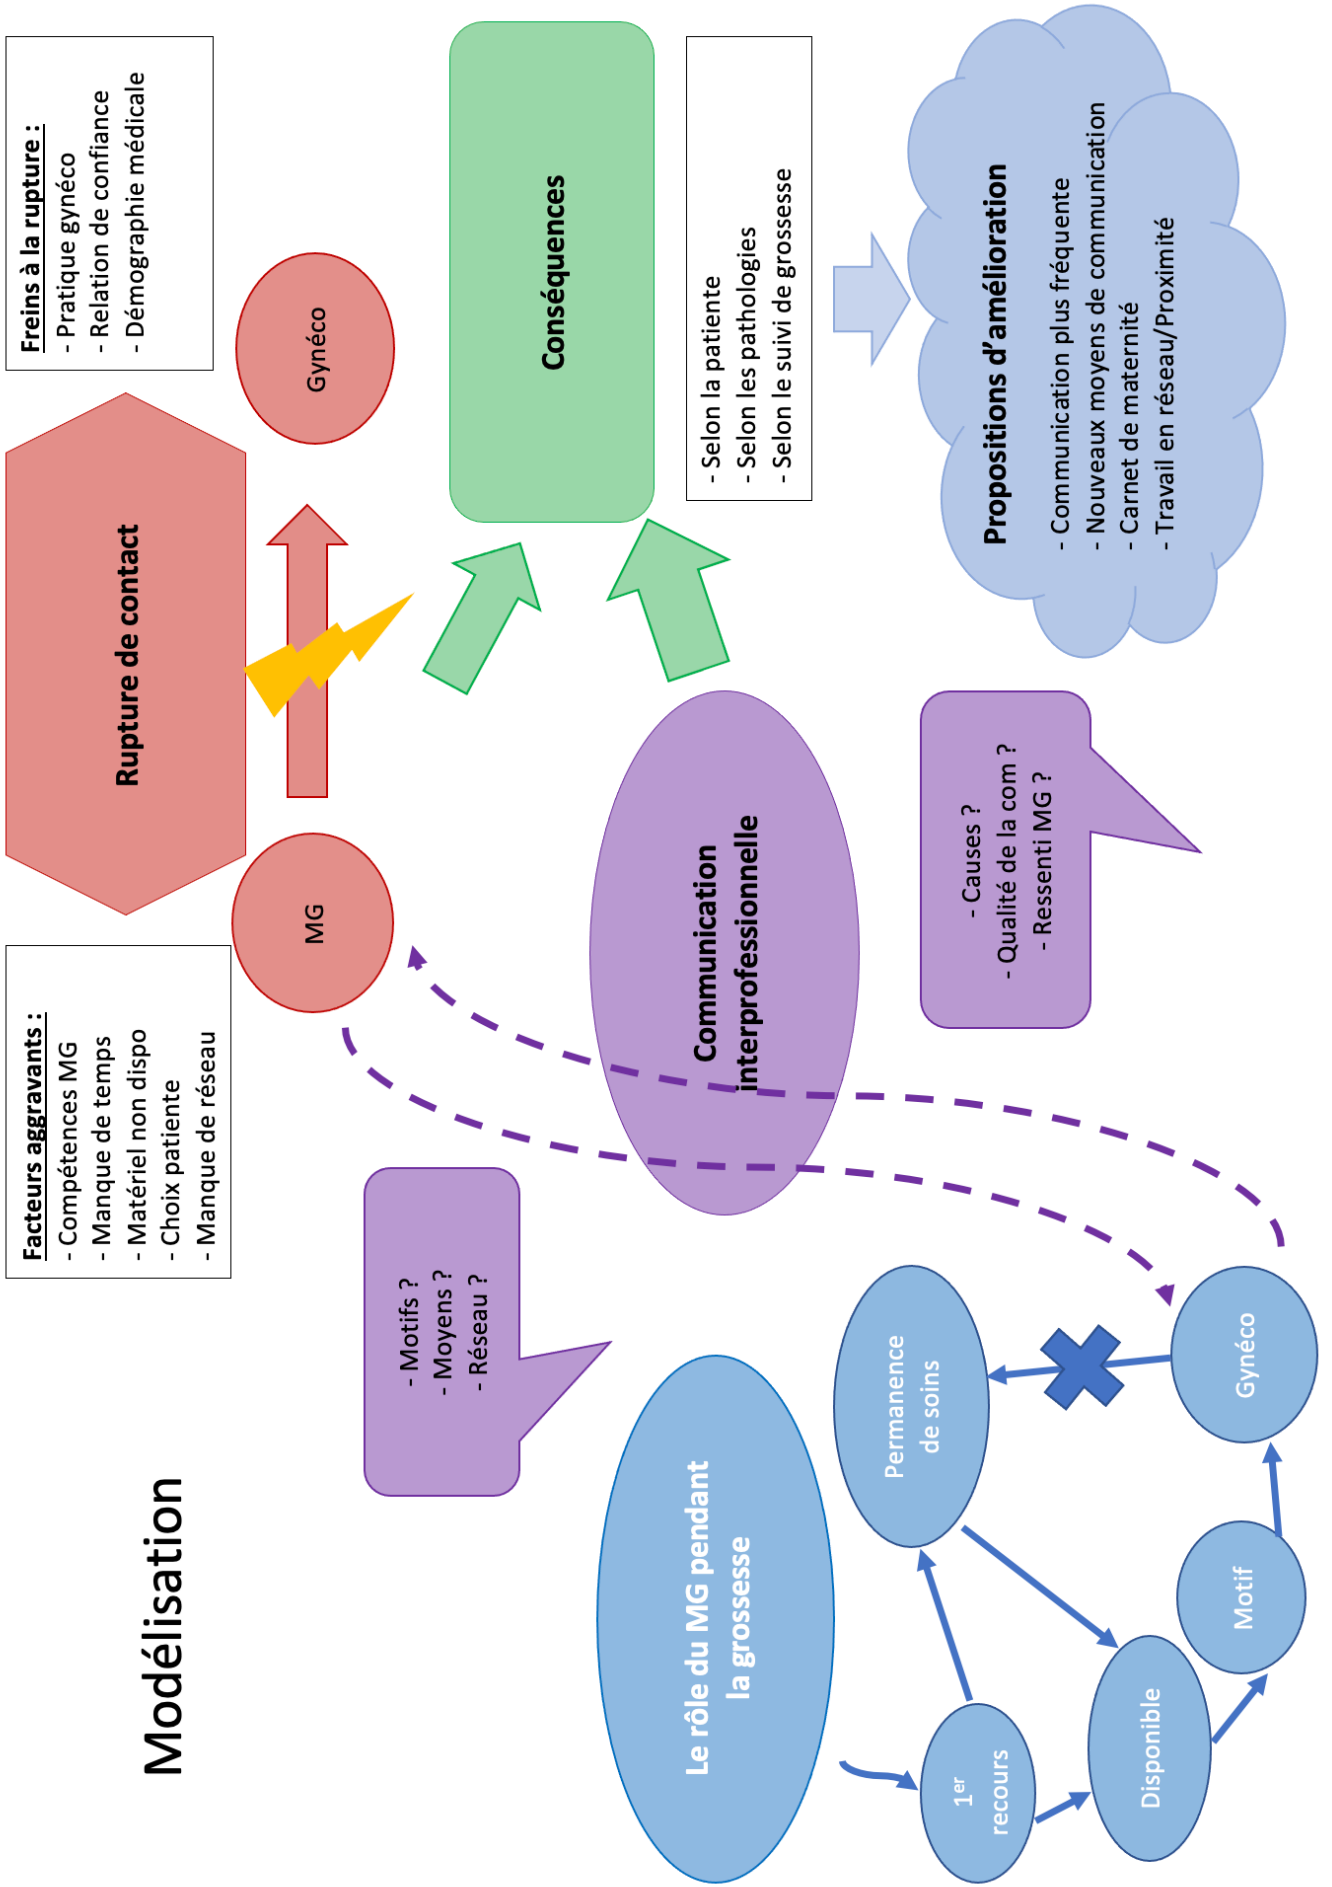 Modélisation
Facteurs aggravants :
- Compétences MG
- Manque de temps
- Matériel non dispo
- Choix patiente
- Manque de réseau
Rupture de contact
Freins à la rupture :
- Pratique gynéco
- Relation de confiance
- Démographie médicale
MG
Gynéco
- Motifs ?
- Moyens ?
- Réseau ?
Conséquences
Le rôle du MG pendant
la grossesse
Communication
interprofessionnelle
- Selon la patiente
- Selon les pathologies
- Selon le suivi de grossesse
1er
recours
Permanence
de soins
Disponible
Motif
Gynéco
- Causes ?
- Qualité de la com ?
- Ressenti MG ?
Propositions d’amélioration
- Communication plus fréquente
- Nouveaux moyens de communication
- Carnet de maternité
- Travail en réseau/Proximité